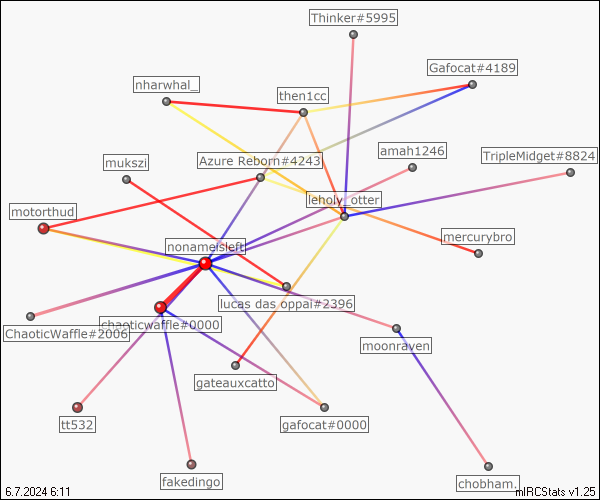 Thinker#5995
Gafocat#4189
nharwhal_
then1cc
amah1246
TripleMidget#8824
mukszi
Azure Reborn#4243
leholy_otter
motorthud
mercurybro
nonameisleft
lucas das oppai#2396
ChaoticWaffle#2006
chaoticwaffle#0000
moonraven
gateauxcatto
tt532
gafocat#0000
fakedingo
chobham.
6.7.2024 6:11
mIRCStats v1.25